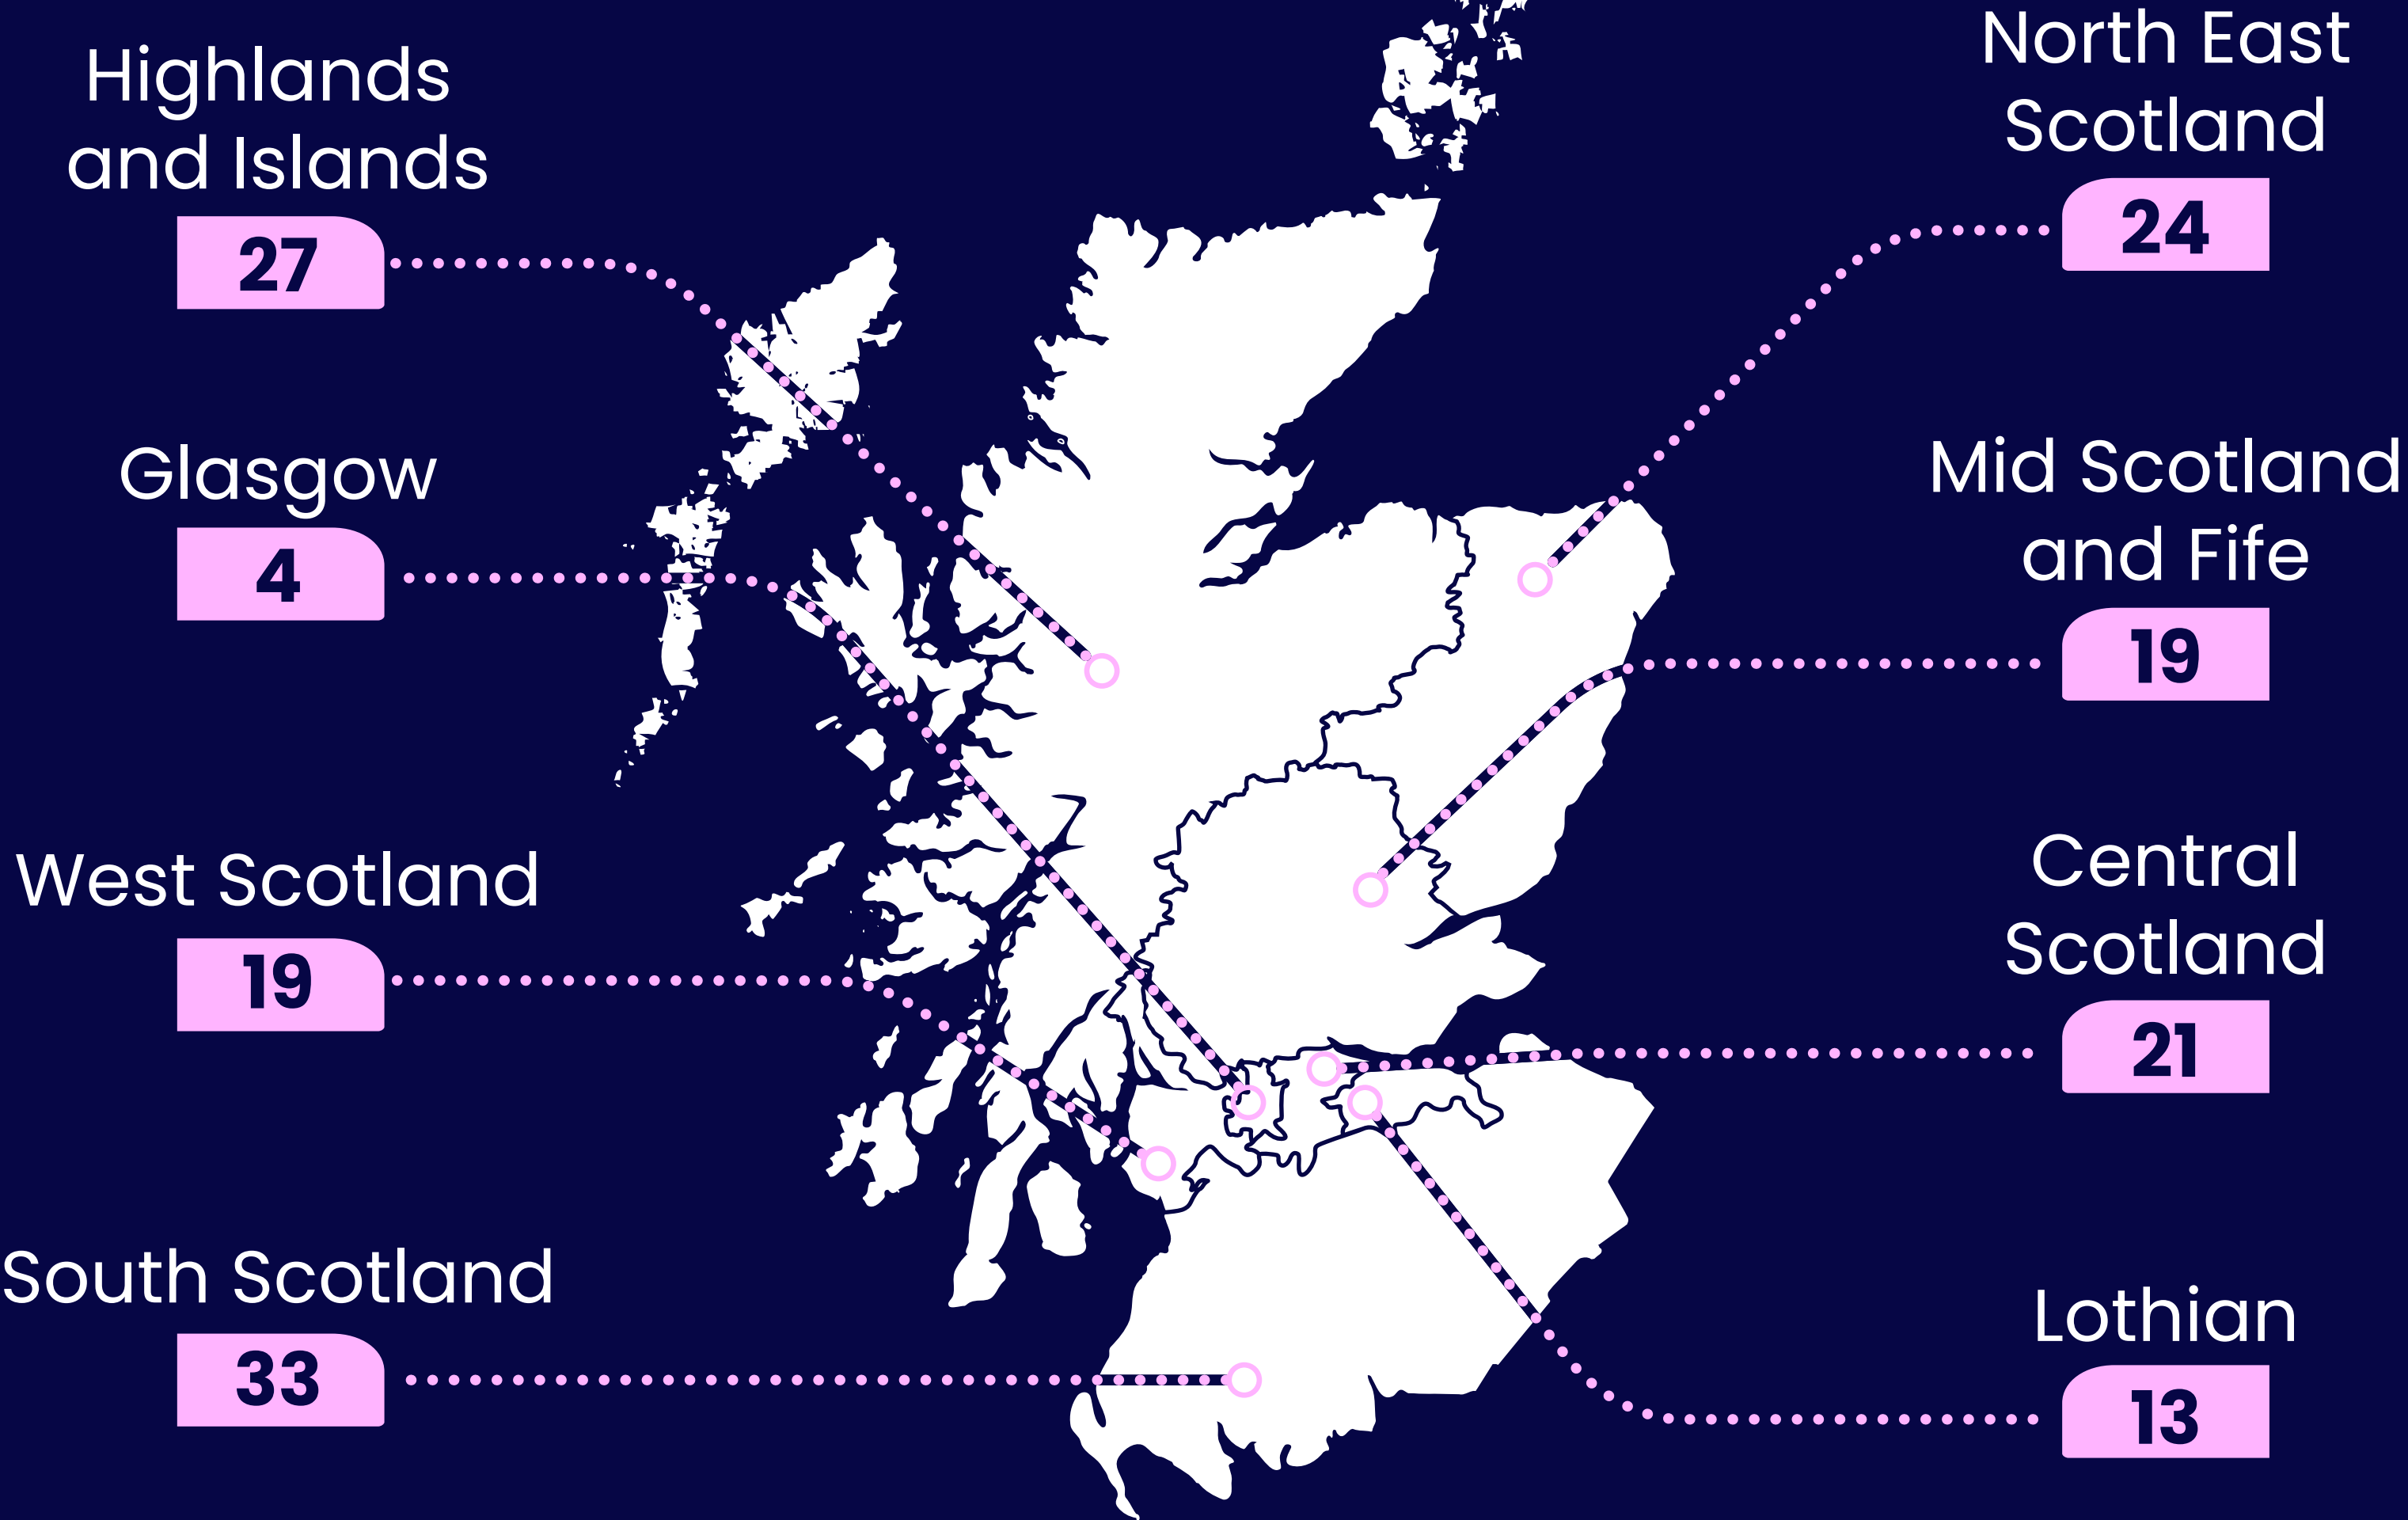 Highlands
and Islands
27
Glasgow
4
West Scotland
19
South Scotland
33
North East
Scotland
24
Mid Scotland
and Fife
19
Central
Scotland
21
Lothian
13